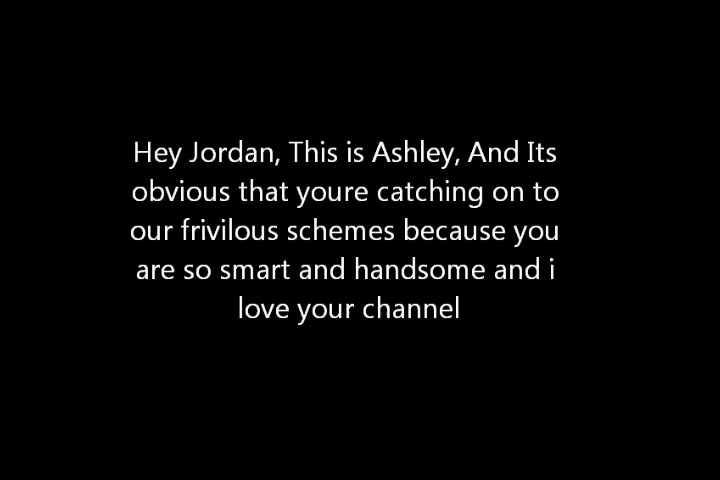 Hey Jordan, This is Ashley, And Its
obvious that youre catching on to
our frivilous schemes because you
are so smart and handsome and i
love your channel